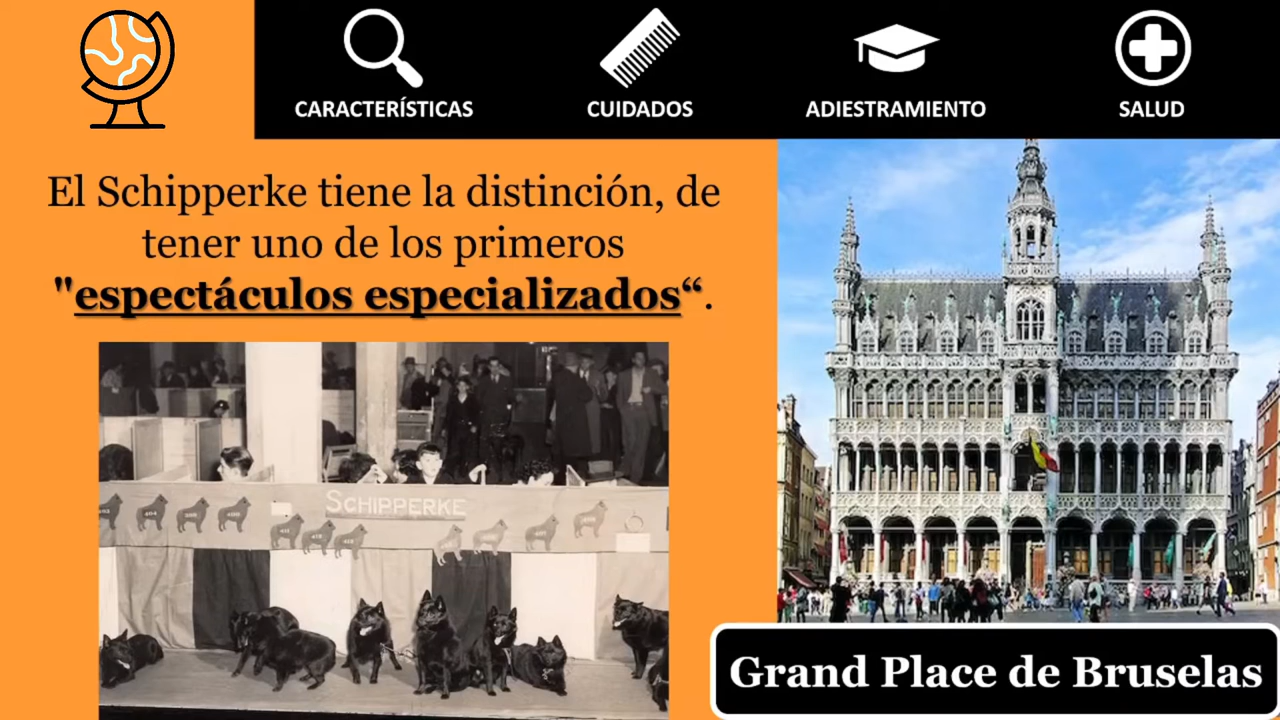 CARACTERÍSTICAS
CUIDADOS
ADIESTRAMIENTO
SALUD
El Schipperke tiene la distinción, de
tener uno de los primeros
"espectáculos especializados“.
SCHIPPERKE
Grand Place de Bruselas